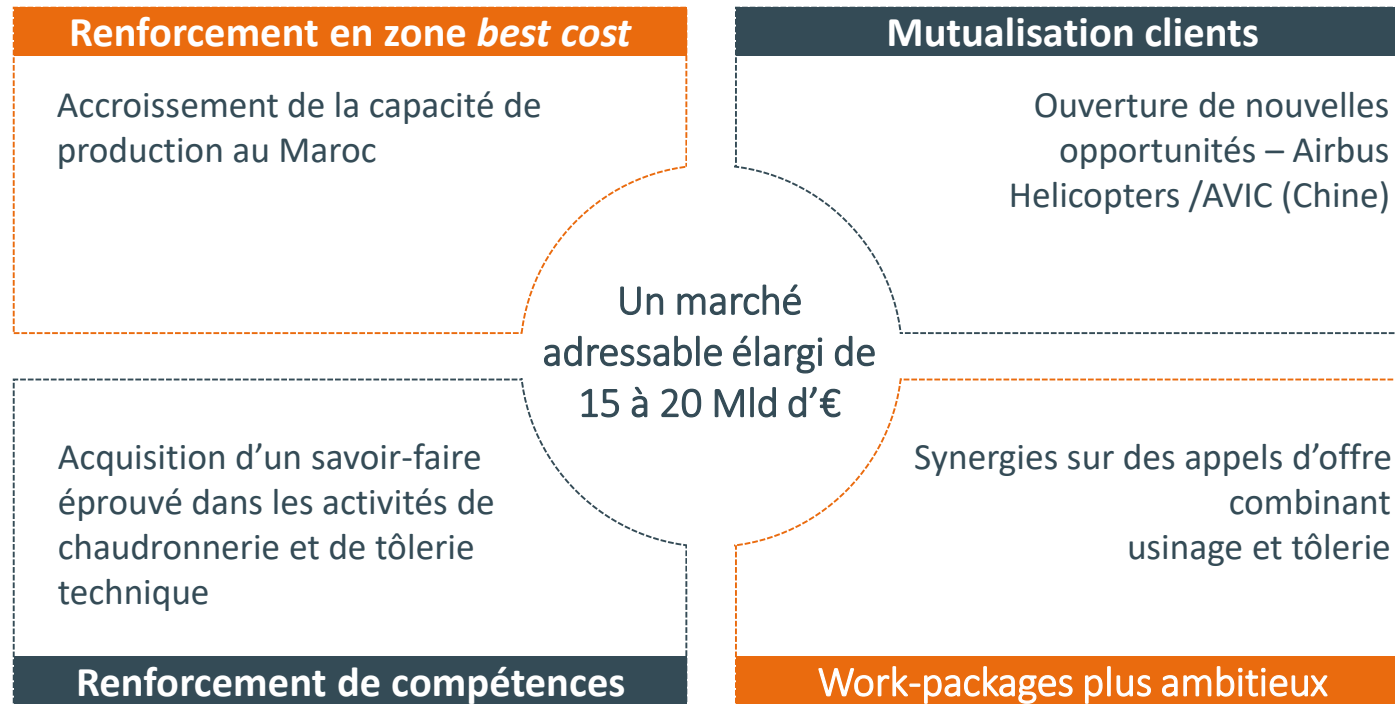 Renforcement en zone best cost
Accroissement de la capacité de
production au Maroc
Mutualisation clients
Ouverture de nouvelles
opportunités – Airbus
Helicopters /AVIC (Chine)
Un marché
adressable élargi de
15 à 20 Mld d’€
Acquisition d’un savoir-faire
éprouvé dans les activités de
chaudronnerie et de tôlerie
technique
Renforcement de compétences
Synergies sur des appels d’offre
combinant
usinage et tôlerie
Work-packages plus ambitieux